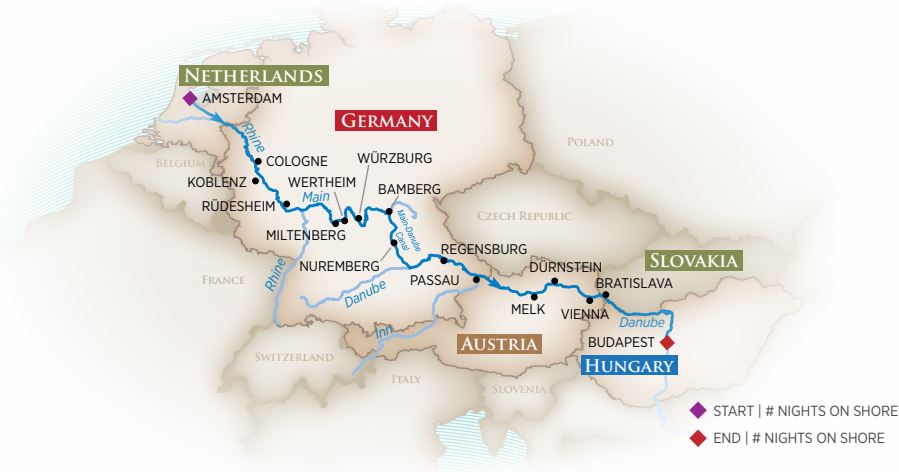 NETHERLANDS
AMSTERDAM
GERMANY
POLAND
Rhine
BELGIUM
COLOGNE
WÜRZBURG
KOBLENZ
WERTHEIM
BAMBERG
Main
RÜDESHEIM
CZECH REPUBLIC
MILTENBERG
Main-Danube
Canal
REGENSBURG
SLOVAKIA
NUREMBERG
DÜRNSTEIN
FRANCE
Rhine
PASSAU
BRATISLAVA
Danube
MELK
VIENNA
Danube
Inn
AUSTRIA
BUDAPEST
SWITZERLAND
HUNGARY
ITALY
SLOVENIA
START | # NIGHTS ON SHORE
END | # NIGHTS ON SHORE